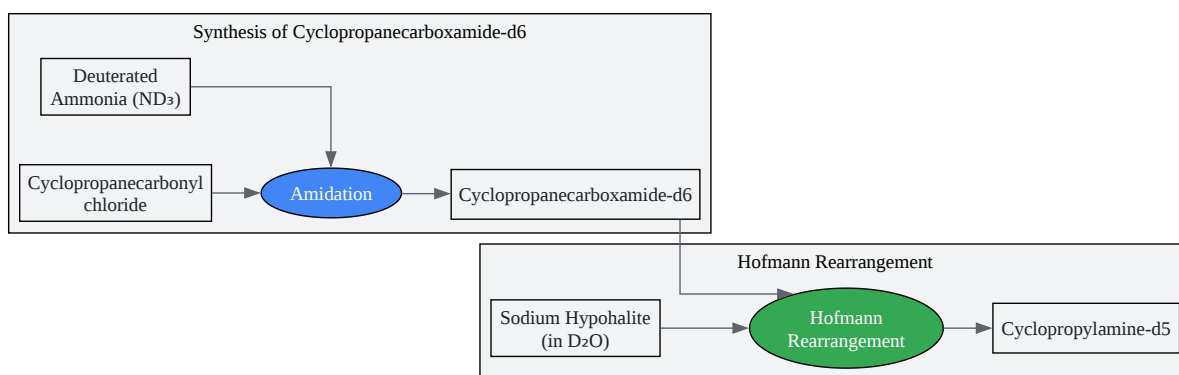 Synthesis of Cyclopropanecarboxamide-d6
Deuterated
Ammonia (ND₃)
Cyclopropanecarbonyl
chloride
Amidation
Cyclopropanecarboxamide-d6
Hofmann Rearrangement
Sodium Hypohalite
(in D₂O)
Hofmann
Rearrangement
Cyclopropylamine-d5